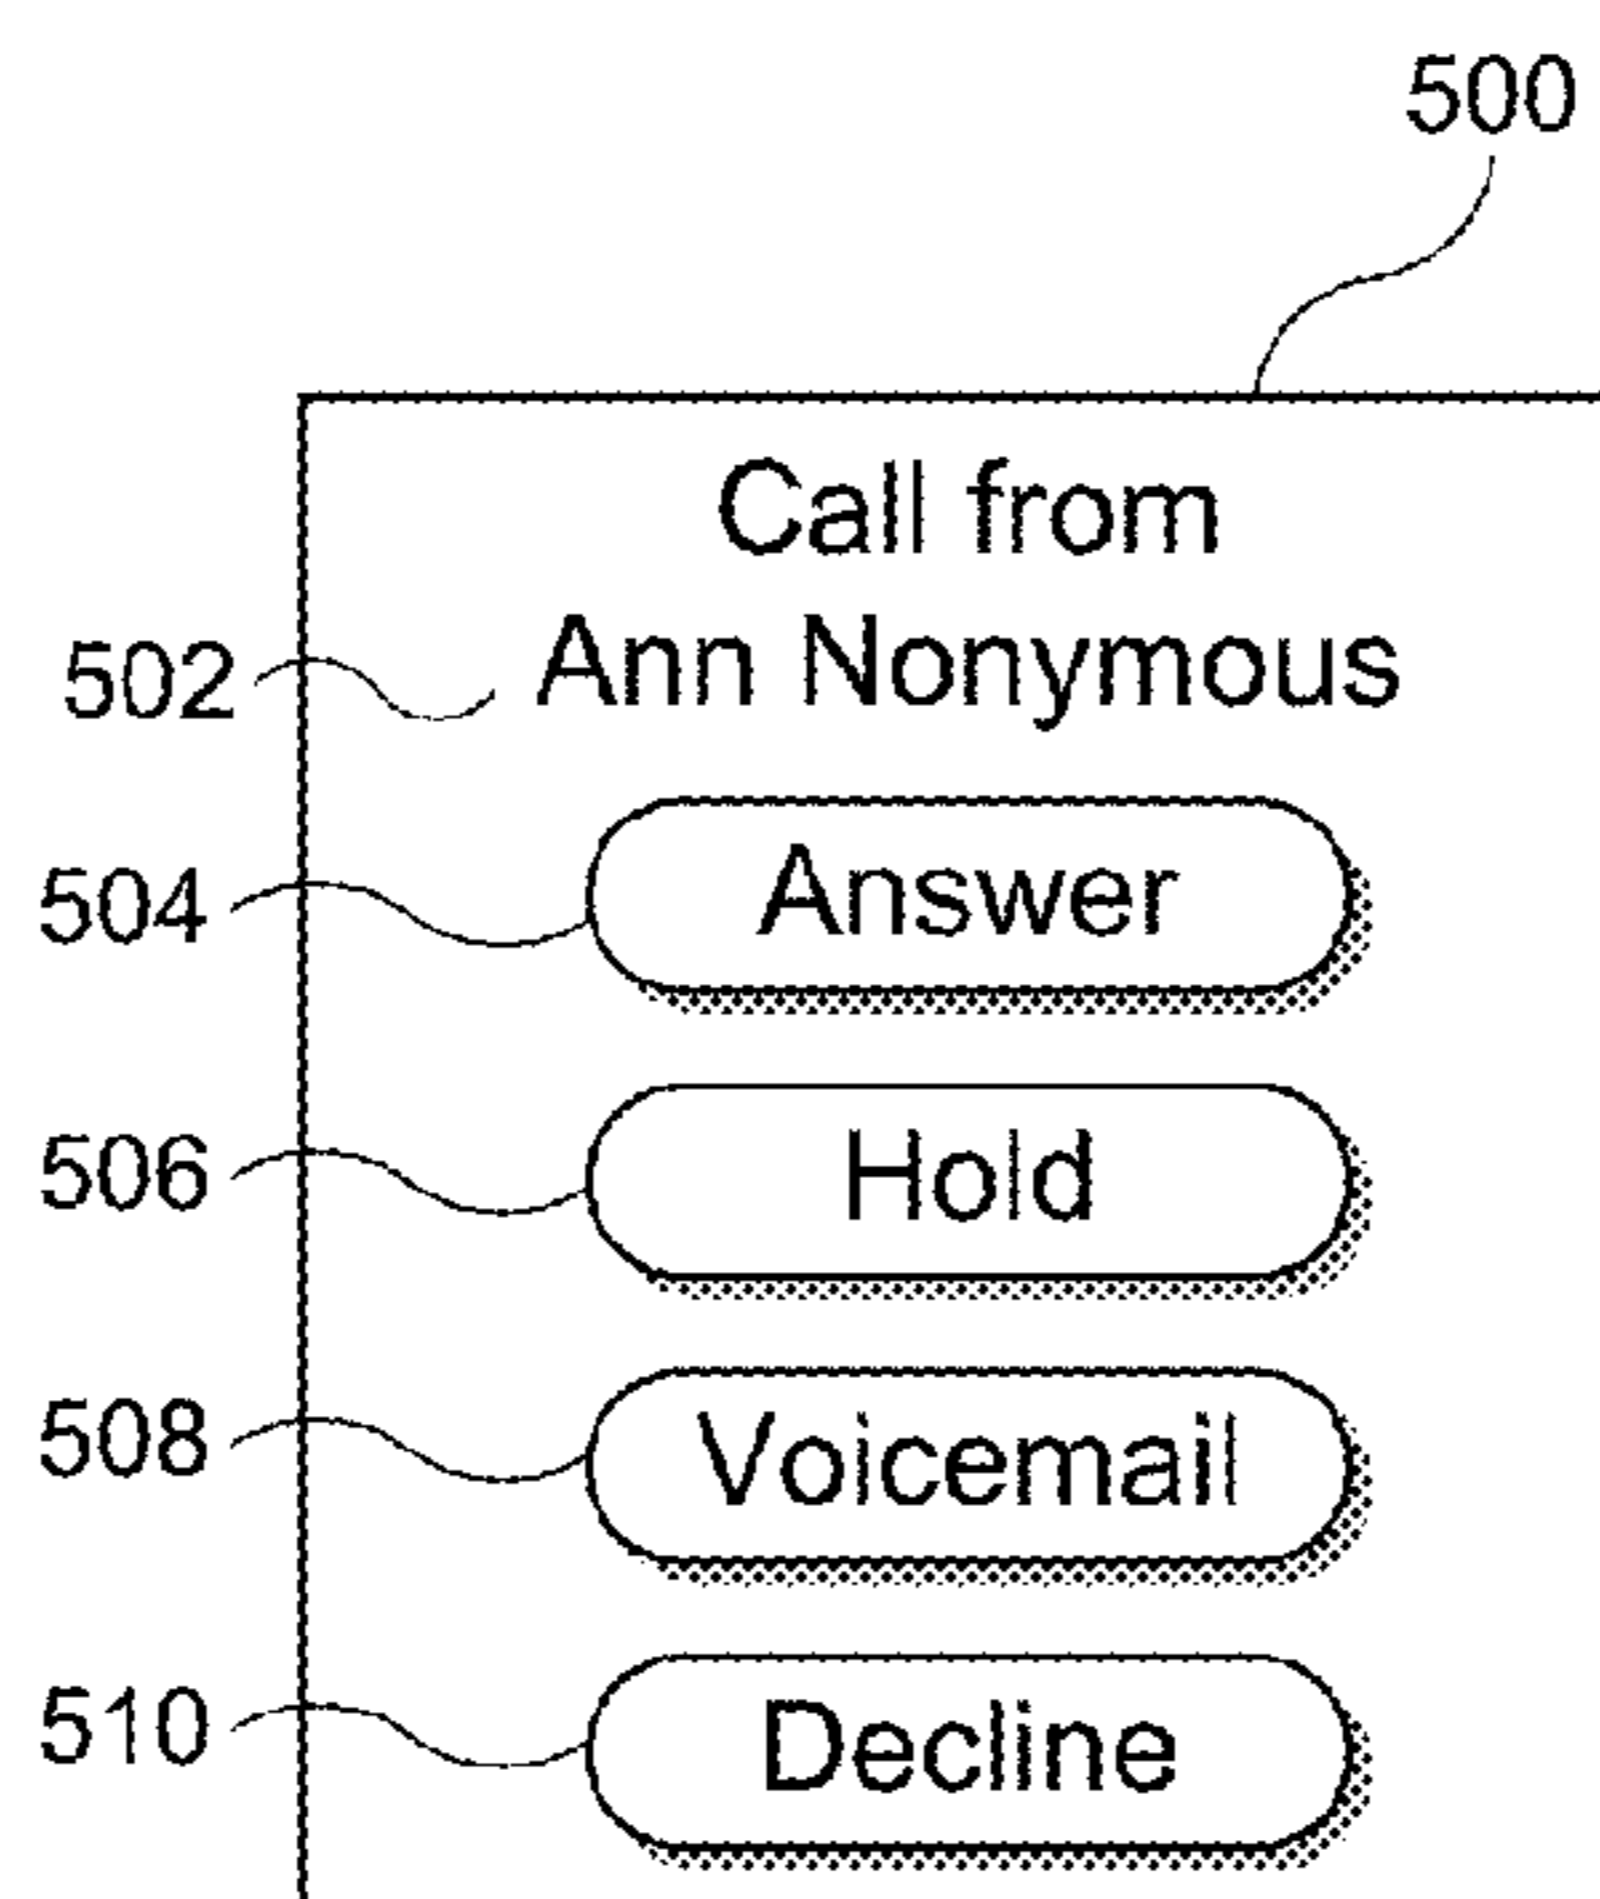 500
Call from
502 Ann Nonymous
504 Answer
506 Hold
508 Voicemail
510 Decline